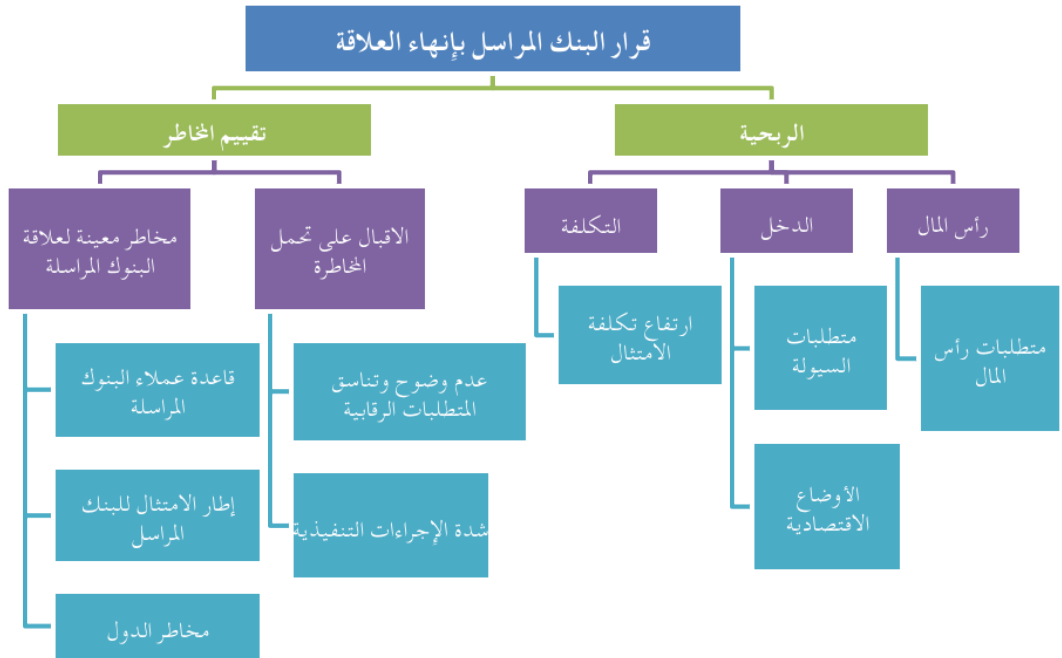 قرار البنك المراسل بإنهاء العلاقة
الربحية
تقييم المخاطر
رأس المال
الدخل
التكلفة
الاقبال على تحمل
المخاطرة
مخاطر معينة لعلاقة
البنوك المراسلة
متطلبات رأس
المال
متطلبات
السيولة
الأوضاع
الاقتصادية
ارتفاع تكلفة
الامتثال
عدم وضوح وتناسق
المتطلبات الرقابية
شدة الإجراءات التنفيذية
قاعدة عملاء البنوك
المراسلة
إطار الامتثال للبنك
المراسل
مخاطر الدول